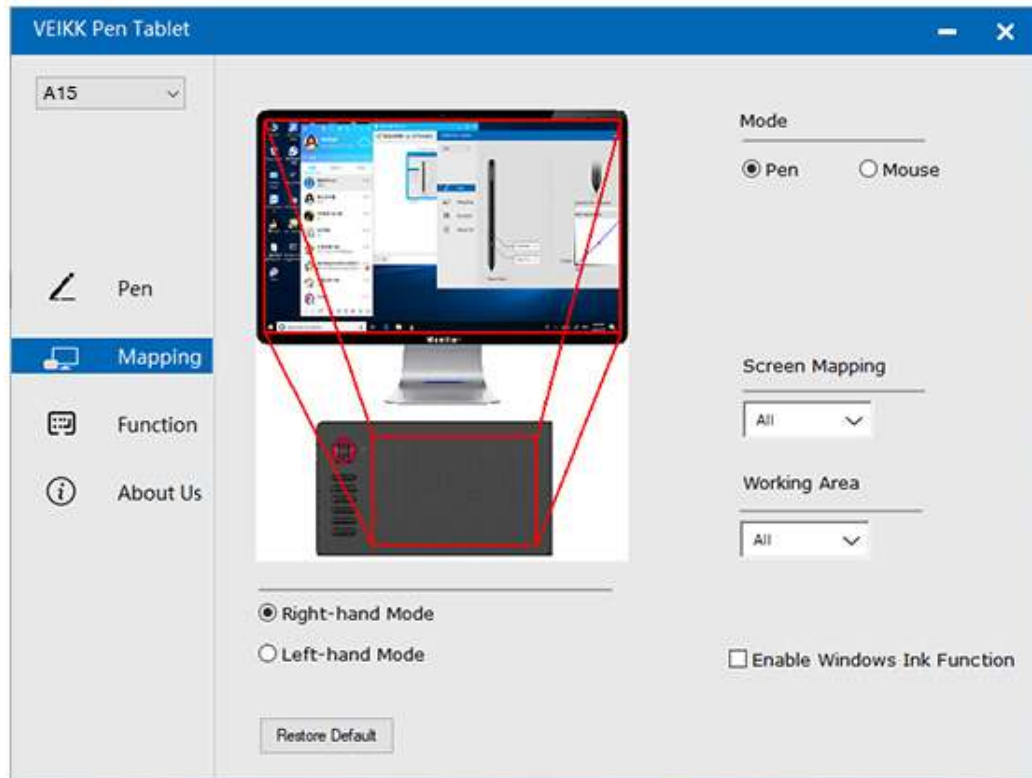 VEIKK Pen Tablet
A15
Pen
Mapping
Function
About Us
Monitor
Right-hand Mode
Left-hand Mode
Restore Default
Mode
Pen
Mouse
Screen Mapping
All
Working Area
All
Enable Windows Ink Function